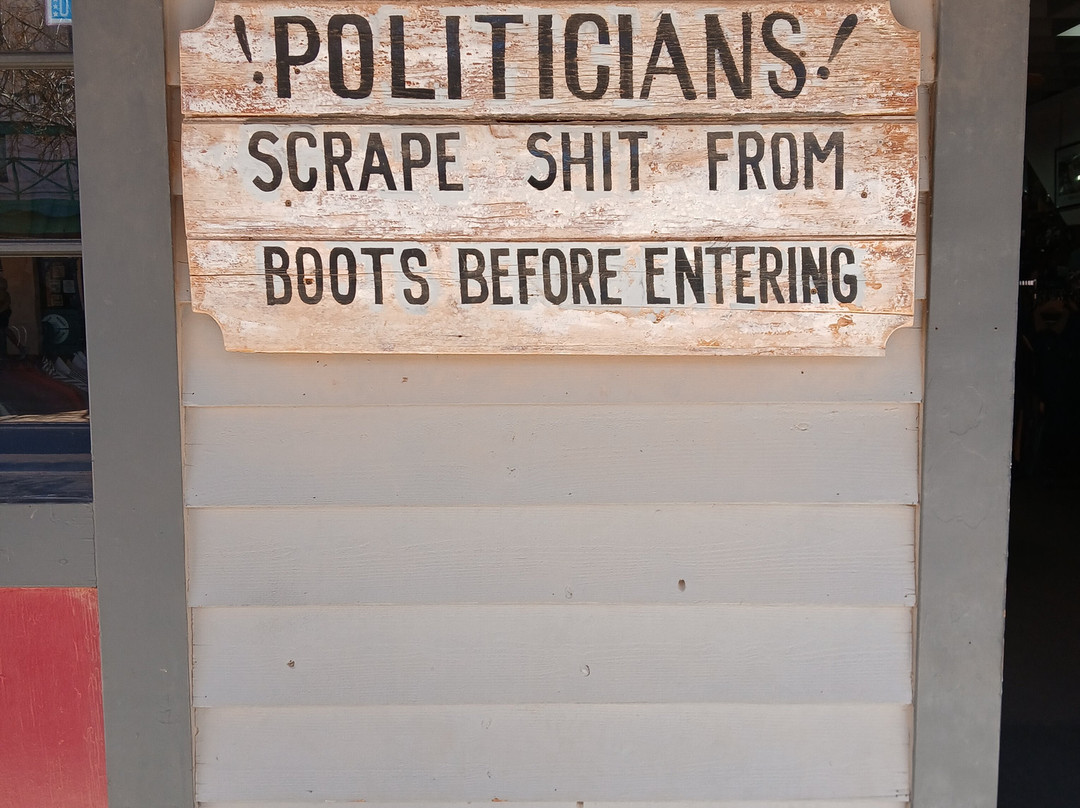 !POLITICIANS!
SCRAPE SHIT FROM
BOOTS BEFORE ENTERING